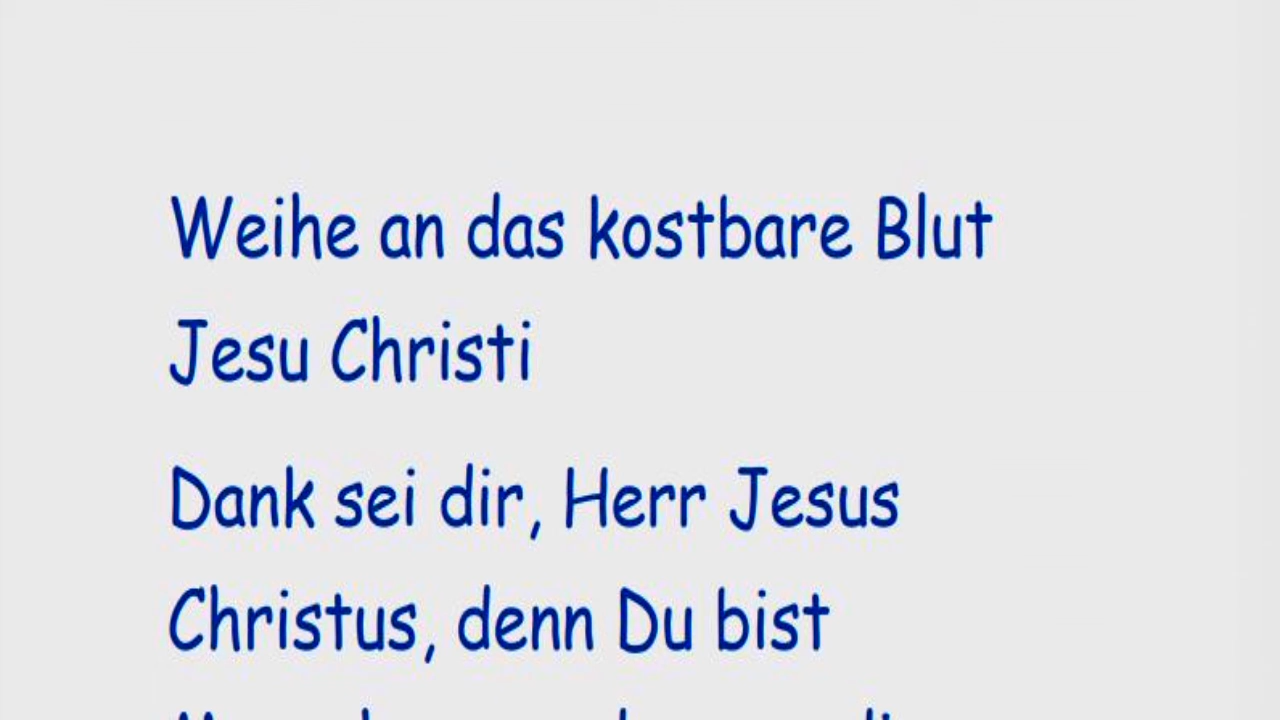 Weihe an das kostbare Blut
Jesu Christi
Dank sei dir, Herr Jesus
Christus, denn Du bist